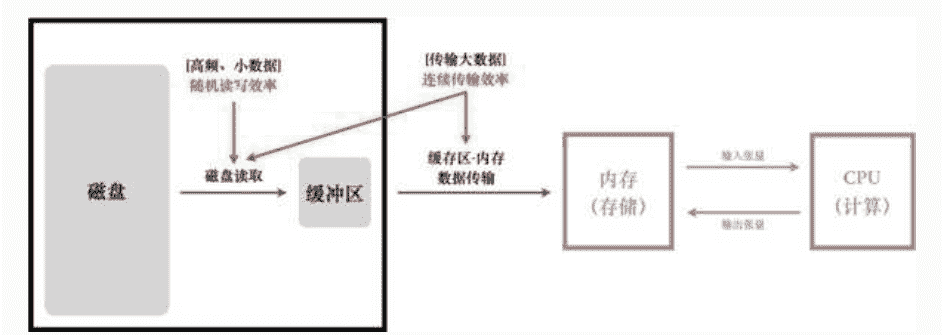 [高频、小数据]
随机读写效率
[传输大数据]
连续传输效率
磁盘
磁盘读取
缓冲区
缓存区-内存
数据传输
内存
（存储）
输入张量
输出张量
CPU
（计算）